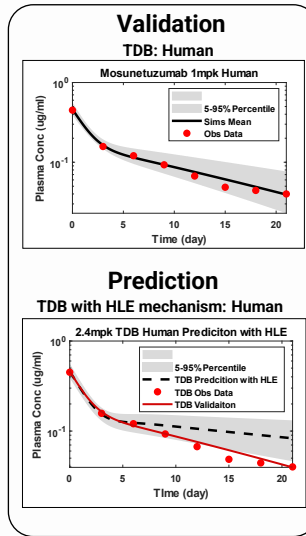 Validation
TDB: Human
Mosunetuzumab 1mpk Human
10^0
10^-1
Plasma Conc (ug/ml)
5-95% Percentile
Sims Mean
Obs Data
0 5 10 15 20
Time (day)
Prediction
TDB with HLE mechanism: Human
2.4mpk TDB Human Prediciton with HLE
10^0
10^-1
Plasma Conc (ug/ml)
5-95% Percentile
TDB Predcition with HLE
TDB Obs Data
TDB Validaiton
0 5 10 15 20
TIme (day)